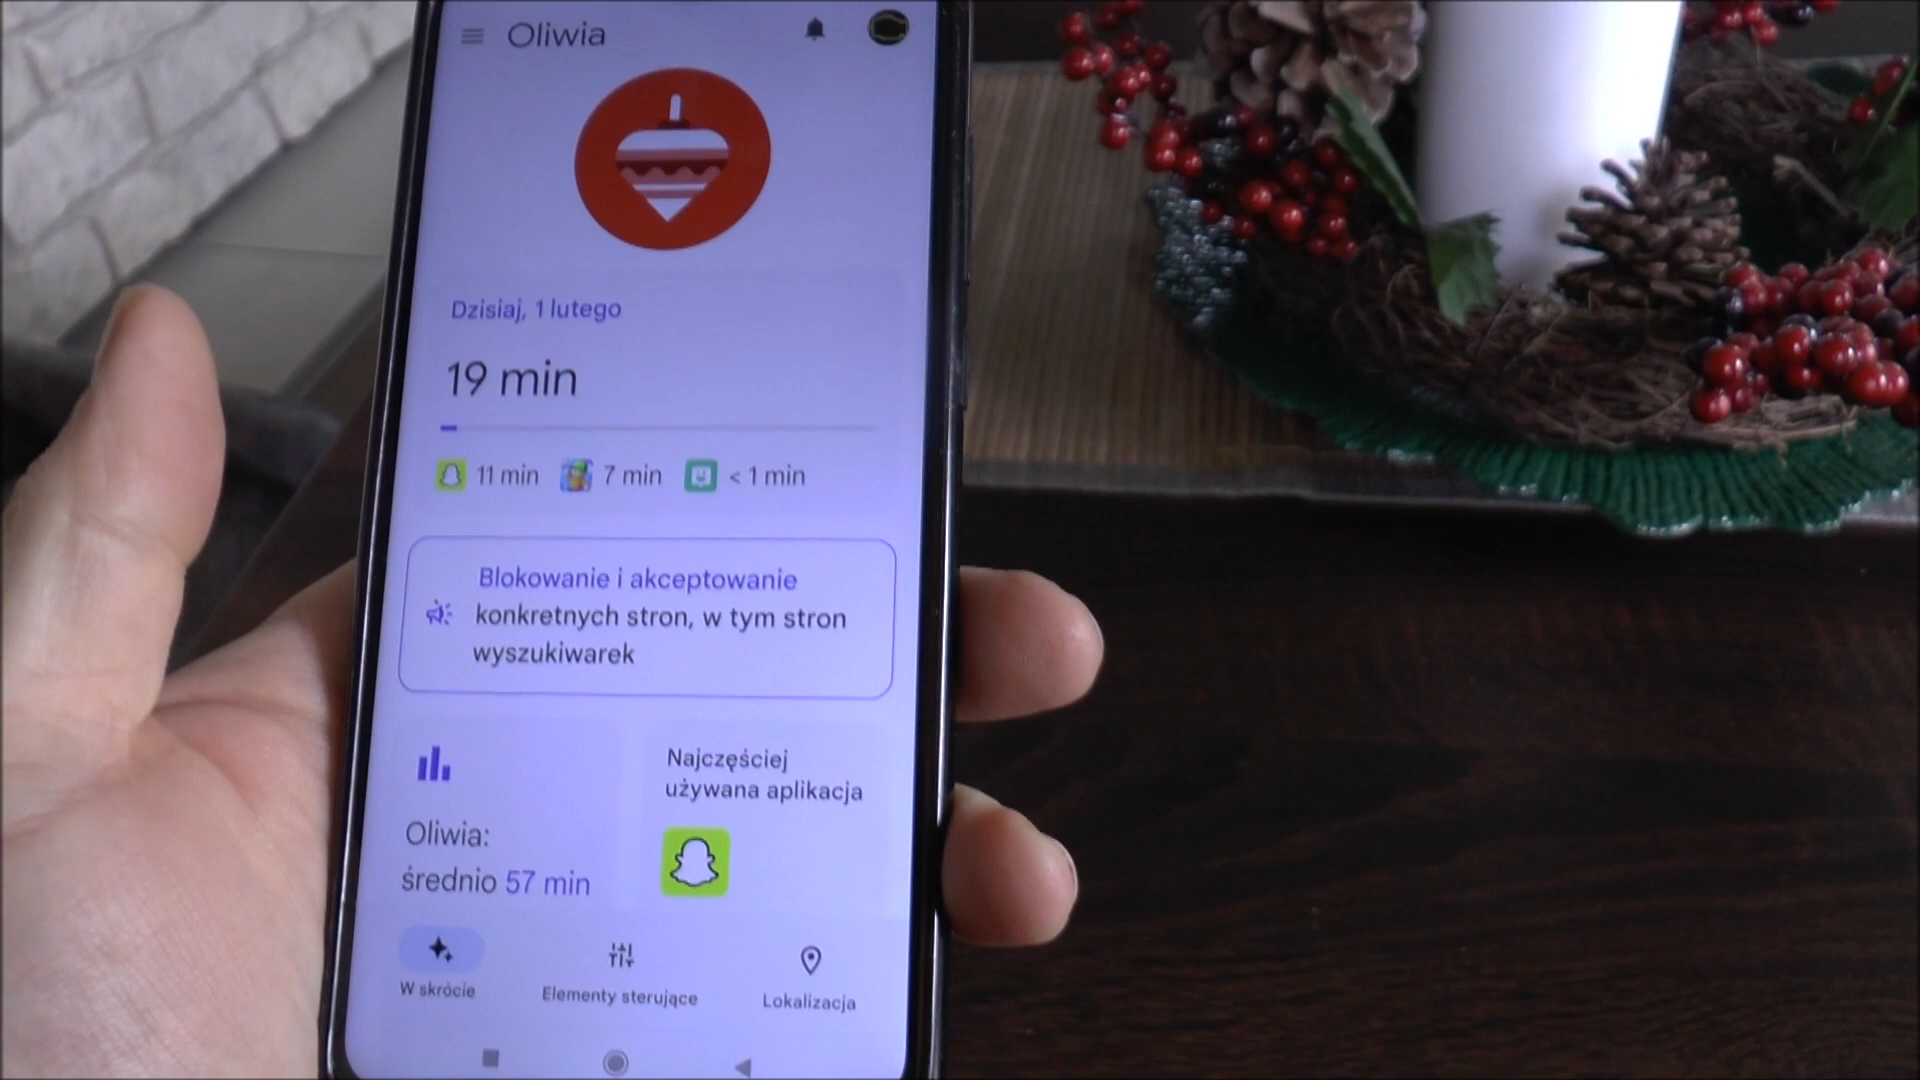 Oliwia
Dzisiaj, 1 lutego
19 min
11 min 7 min < 1 min
Blokowanie i akceptowanie
konkretnych stron, w tym stron
wyszukiwarek
Najczęściej
używana aplikacja
Oliwia:
średnio 57 min
W skrócie Elementy sterujące Lokalizacja